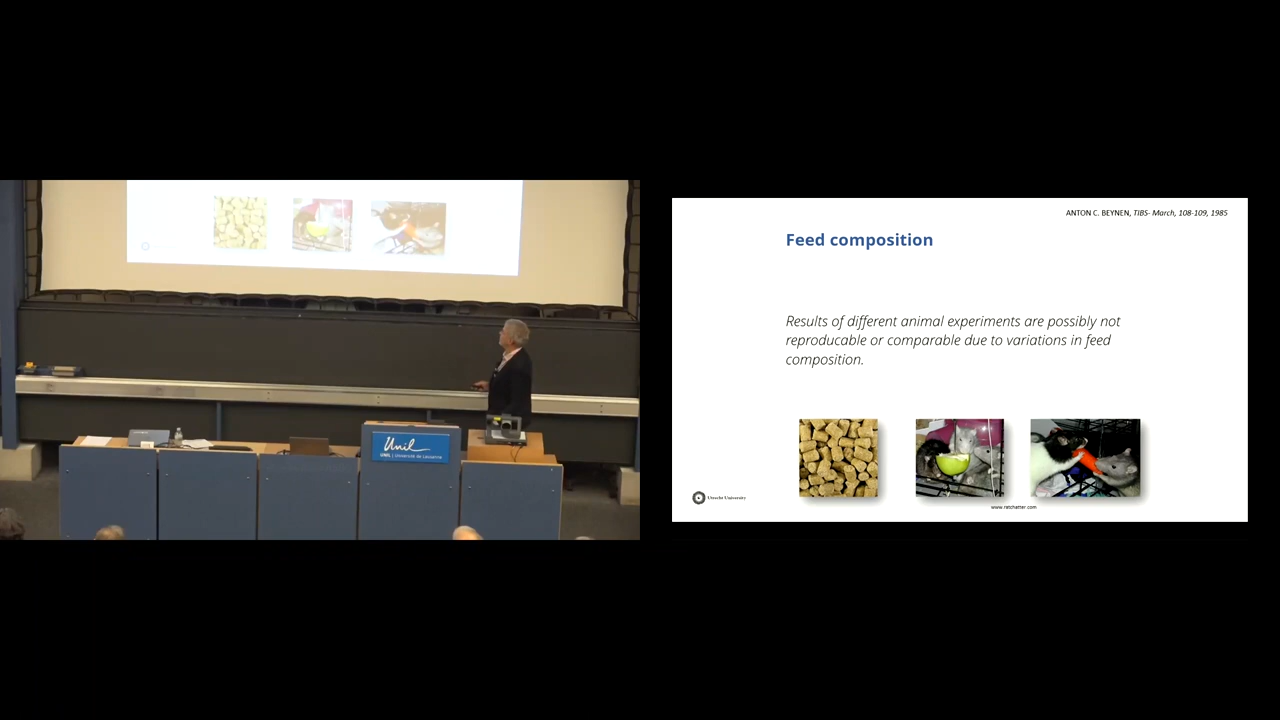 Unil
UNIL | Université de Lausanne
ANTON C. BEYNEN, TIBS- March, 108-109, 1985
Feed composition
Results of different animal experiments are possibly not
reproducable or comparable due to variations in feed
composition.
Utrecht University
www.ratchatter.com